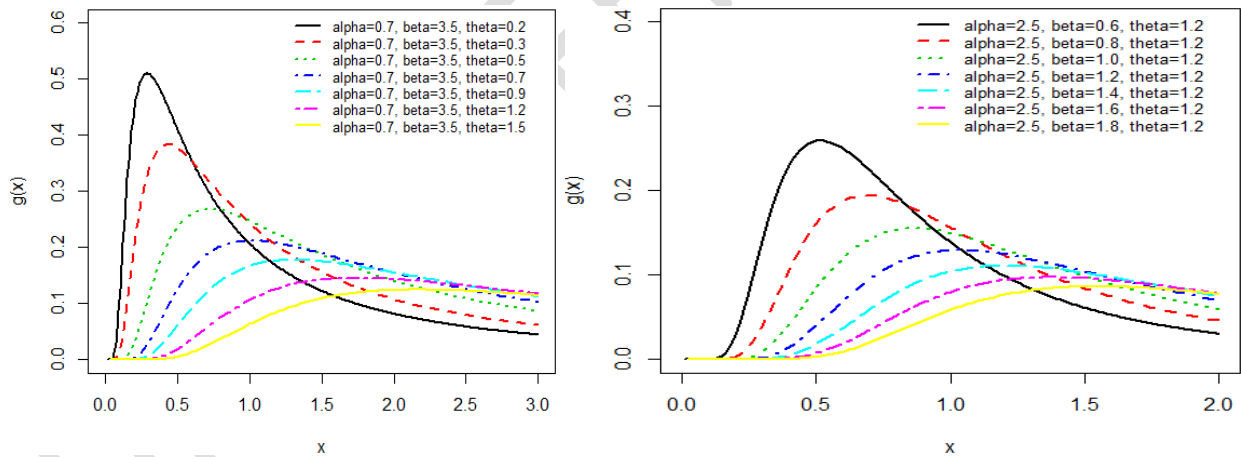 alpha=0.7, beta=3.5, theta=0.2
alpha=0.7, beta=3.5, theta=0.3
alpha=0.7, beta=3.5, theta=0.5
alpha=0.7, beta=3.5, theta=0.7
alpha=0.7, beta=3.5, theta=0.9
alpha=0.7, beta=3.5, theta=1.2
alpha=0.7, beta=3.5, theta=1.5
g(x)
0.6
0.5
0.4
0.3
0.2
0.1
0.0
0.0 0.5 1.0 1.5 2.0 2.5 3.0
x
alpha=2.5, beta=0.6, theta=1.2
alpha=2.5, beta=0.8, theta=1.2
alpha=2.5, beta=1.0, theta=1.2
alpha=2.5, beta=1.2, theta=1.2
alpha=2.5, beta=1.4, theta=1.2
alpha=2.5, beta=1.6, theta=1.2
alpha=2.5, beta=1.8, theta=1.2
g(x)
0.4
0.3
0.2
0.1
0.0
0.0 0.5 1.0 1.5 2.0
x